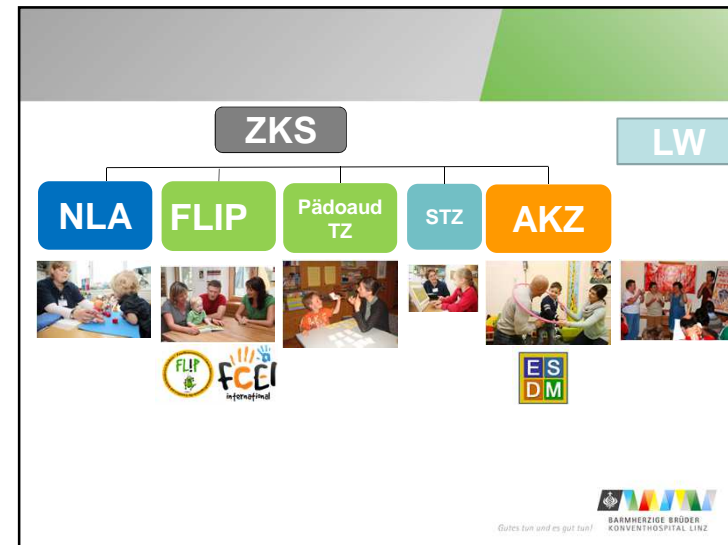 ZKS
LW
NLA
FLIP
Pädoaud
TZ
STZ
AKZ
FLIP
FCEI
international
ES
DM
Gutes tun und es gut tun!
BARMHERZIGE BRÜDER
KONVENTHOSPITAL LINZ